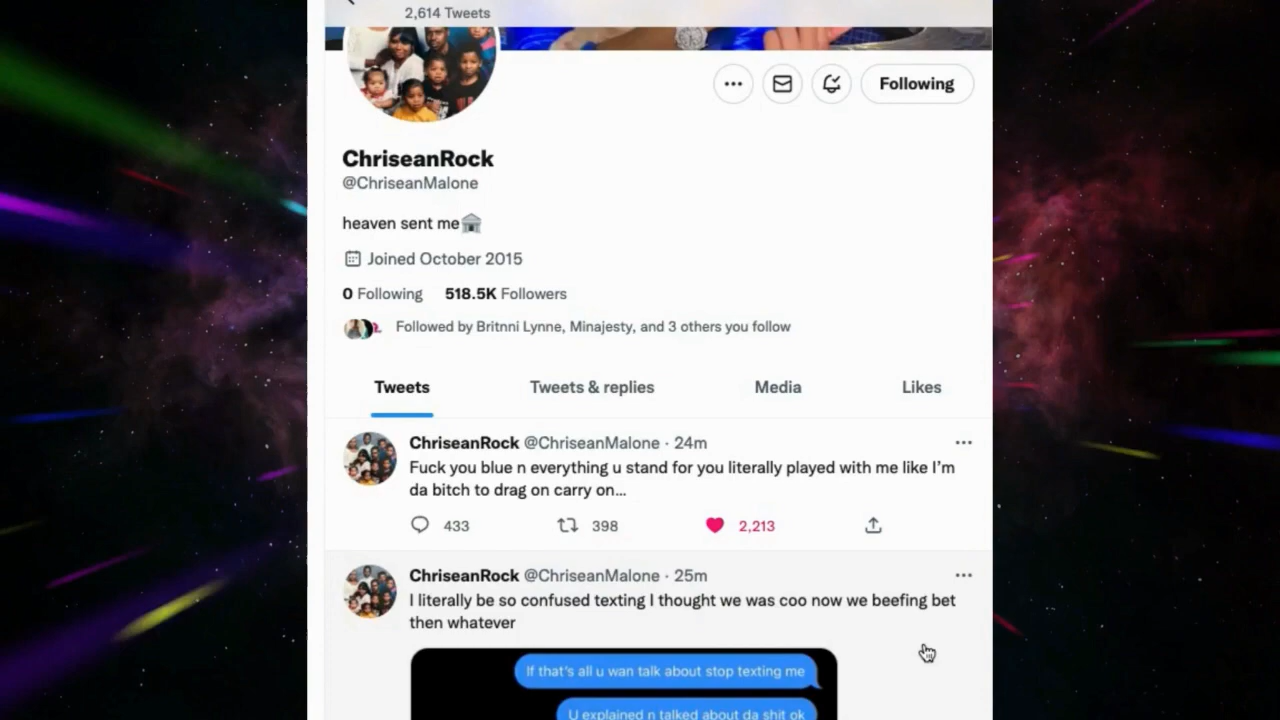 2,614 Tweets
Following
ChriseanRock
@ChriseanMalone
heaven sent me
Joined October 2015
0 Following 518.5K Followers
Followed by Britnni Lynne, Minajesty, and 3 others you follow
Tweets Tweets & replies Media Likes
ChriseanRock @ChriseanMalone · 24m
Fuck you blue n everything u stand for you literally played with me like I'm
da bitch to drag on carry on...
433 398 2,213
ChriseanRock @ChriseanMalone · 25m
I literally be so confused texting I thought we was coo now we beefing bet
then whatever
If that's all u wan talk about stop texting me
U explained n talked about da shit ok